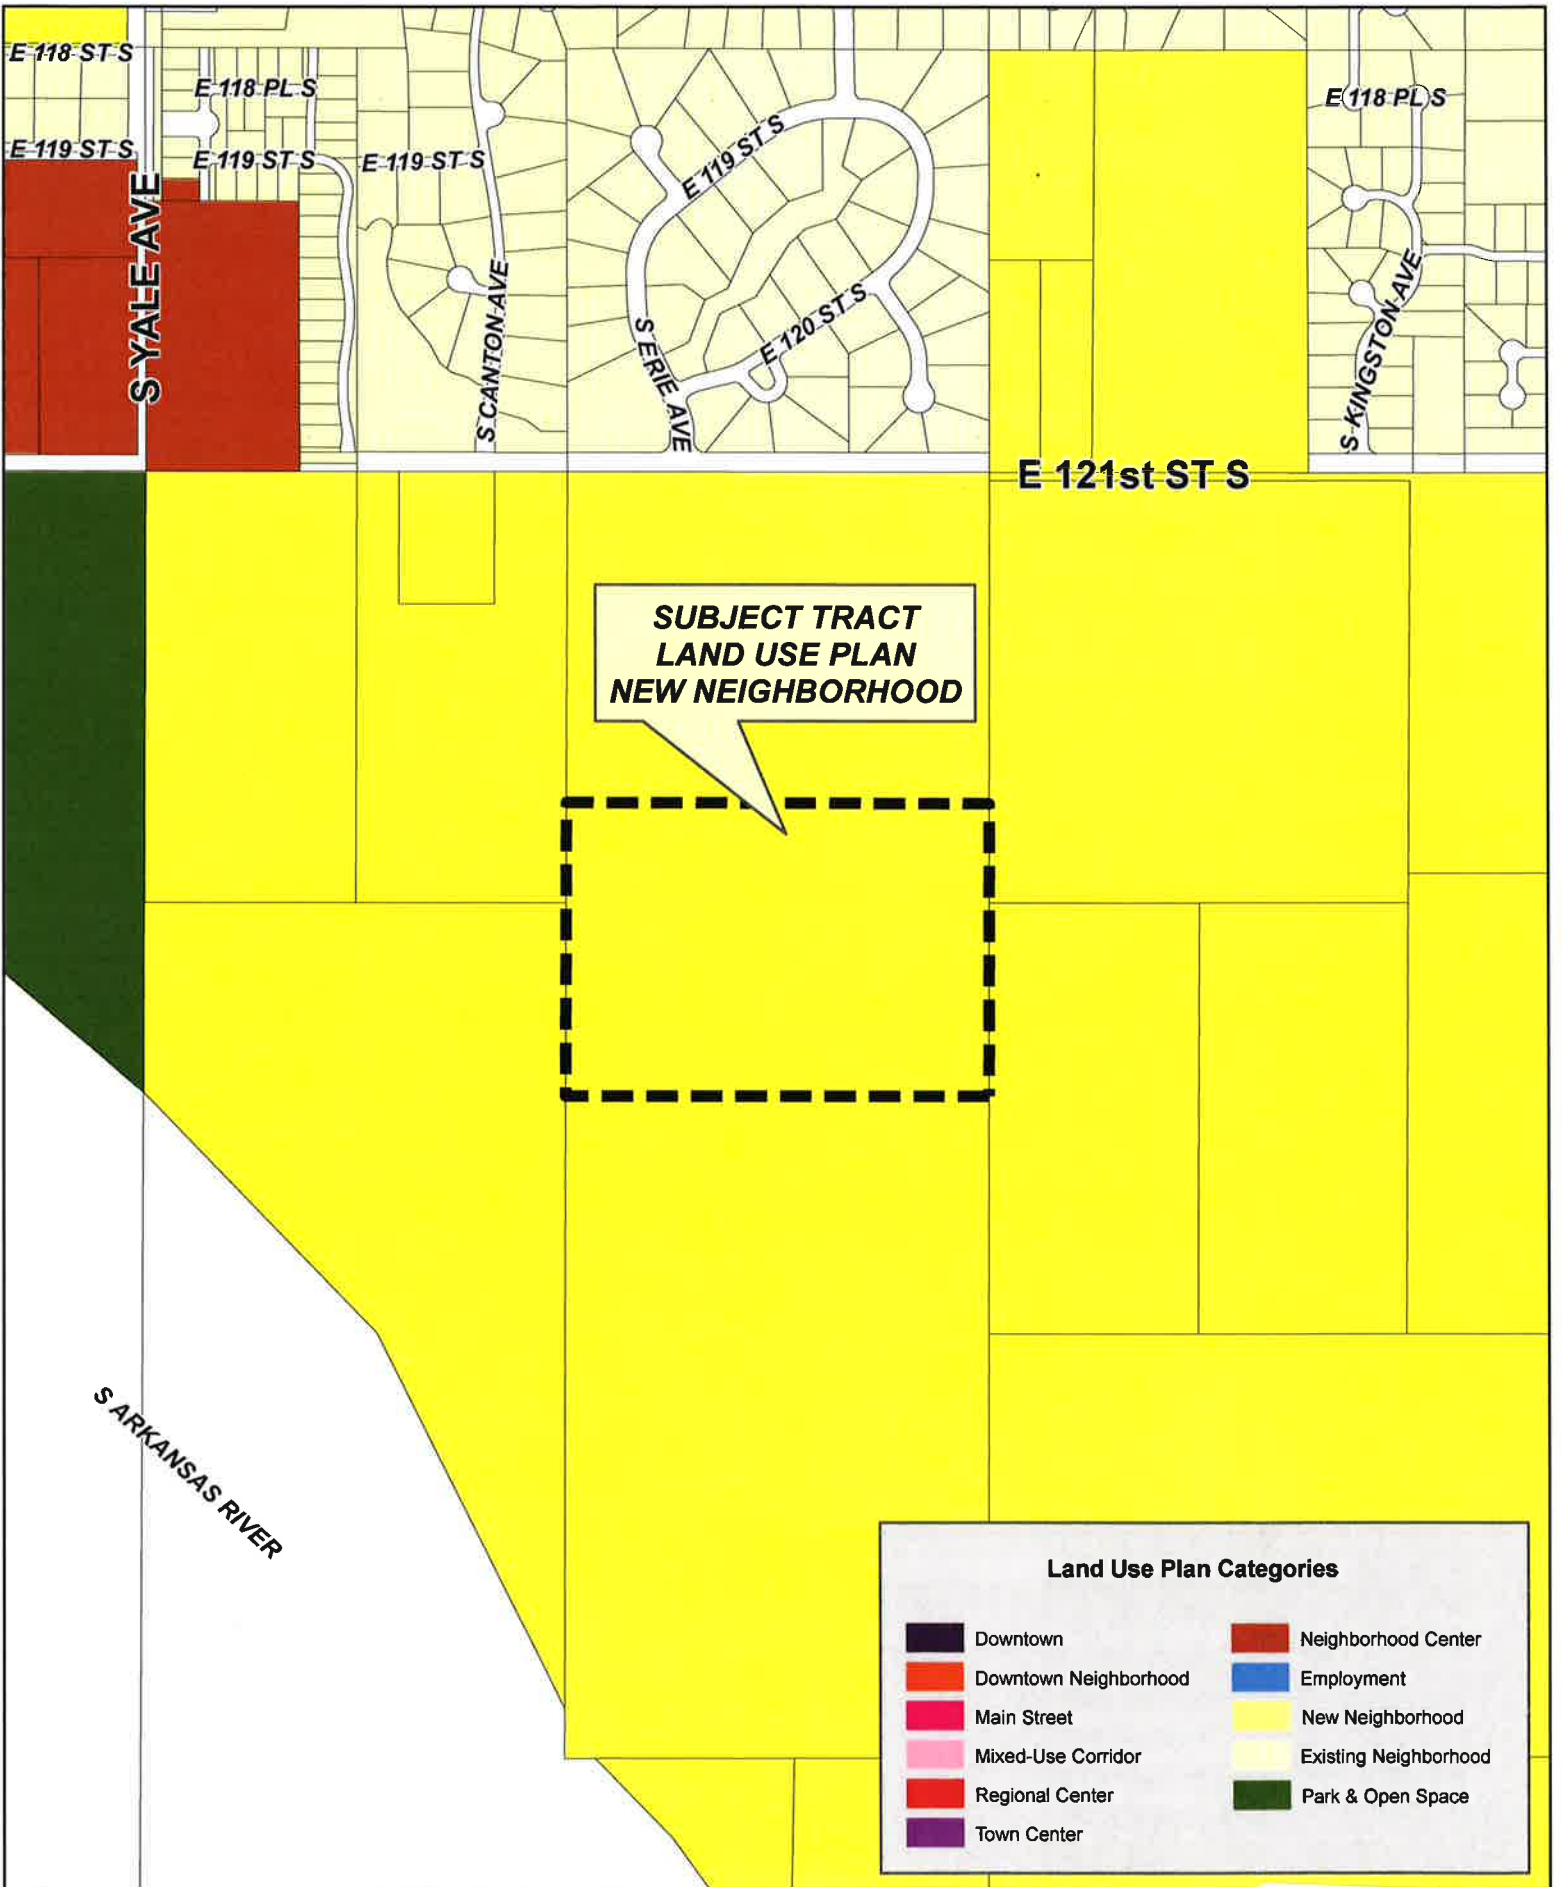 E 118 ST S
E 118 PL S
E 118 PL S
E 119 ST S
E 119 ST S
E 119 ST S
E 119 ST S
S YALE AVE
S CANTON AVE
S ERIE AVE
E 120 ST S
S KINGSTON AVE
E 121st ST S
SUBJECT TRACT
LAND USE PLAN
NEW NEIGHBORHOOD
S ARKANSAS RIVER
Land Use Plan Categories
Downtown
Downtown Neighborhood
Main Street
Mixed-Use Corridor
Regional Center
Town Center
Neighborhood Center
Employment
New Neighborhood
Existing Neighborhood
Park & Open Space